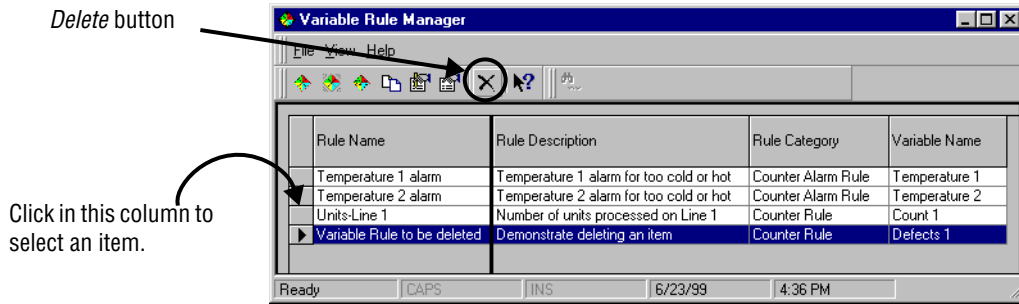 Delete button
Variable Rule Manager
File View Help
Rule Name Rule Description Rule Category Variable Name
Temperature 1 alarm Temperature 1 alarm for too cold or hot Counter Alarm Rule Temperature 1
Temperature 2 alarm Temperature 2 alarm for too cold or hot Counter Alarm Rule Temperature 2
Units-Line 1 Number of units processed on Line 1 Counter Rule Count 1
Variable Rule to be deleted Demonstrate deleting an item Counter Rule Defects 1
Click in this column to
select an item.
Ready CAPS INS 6/23/99 4:36 PM